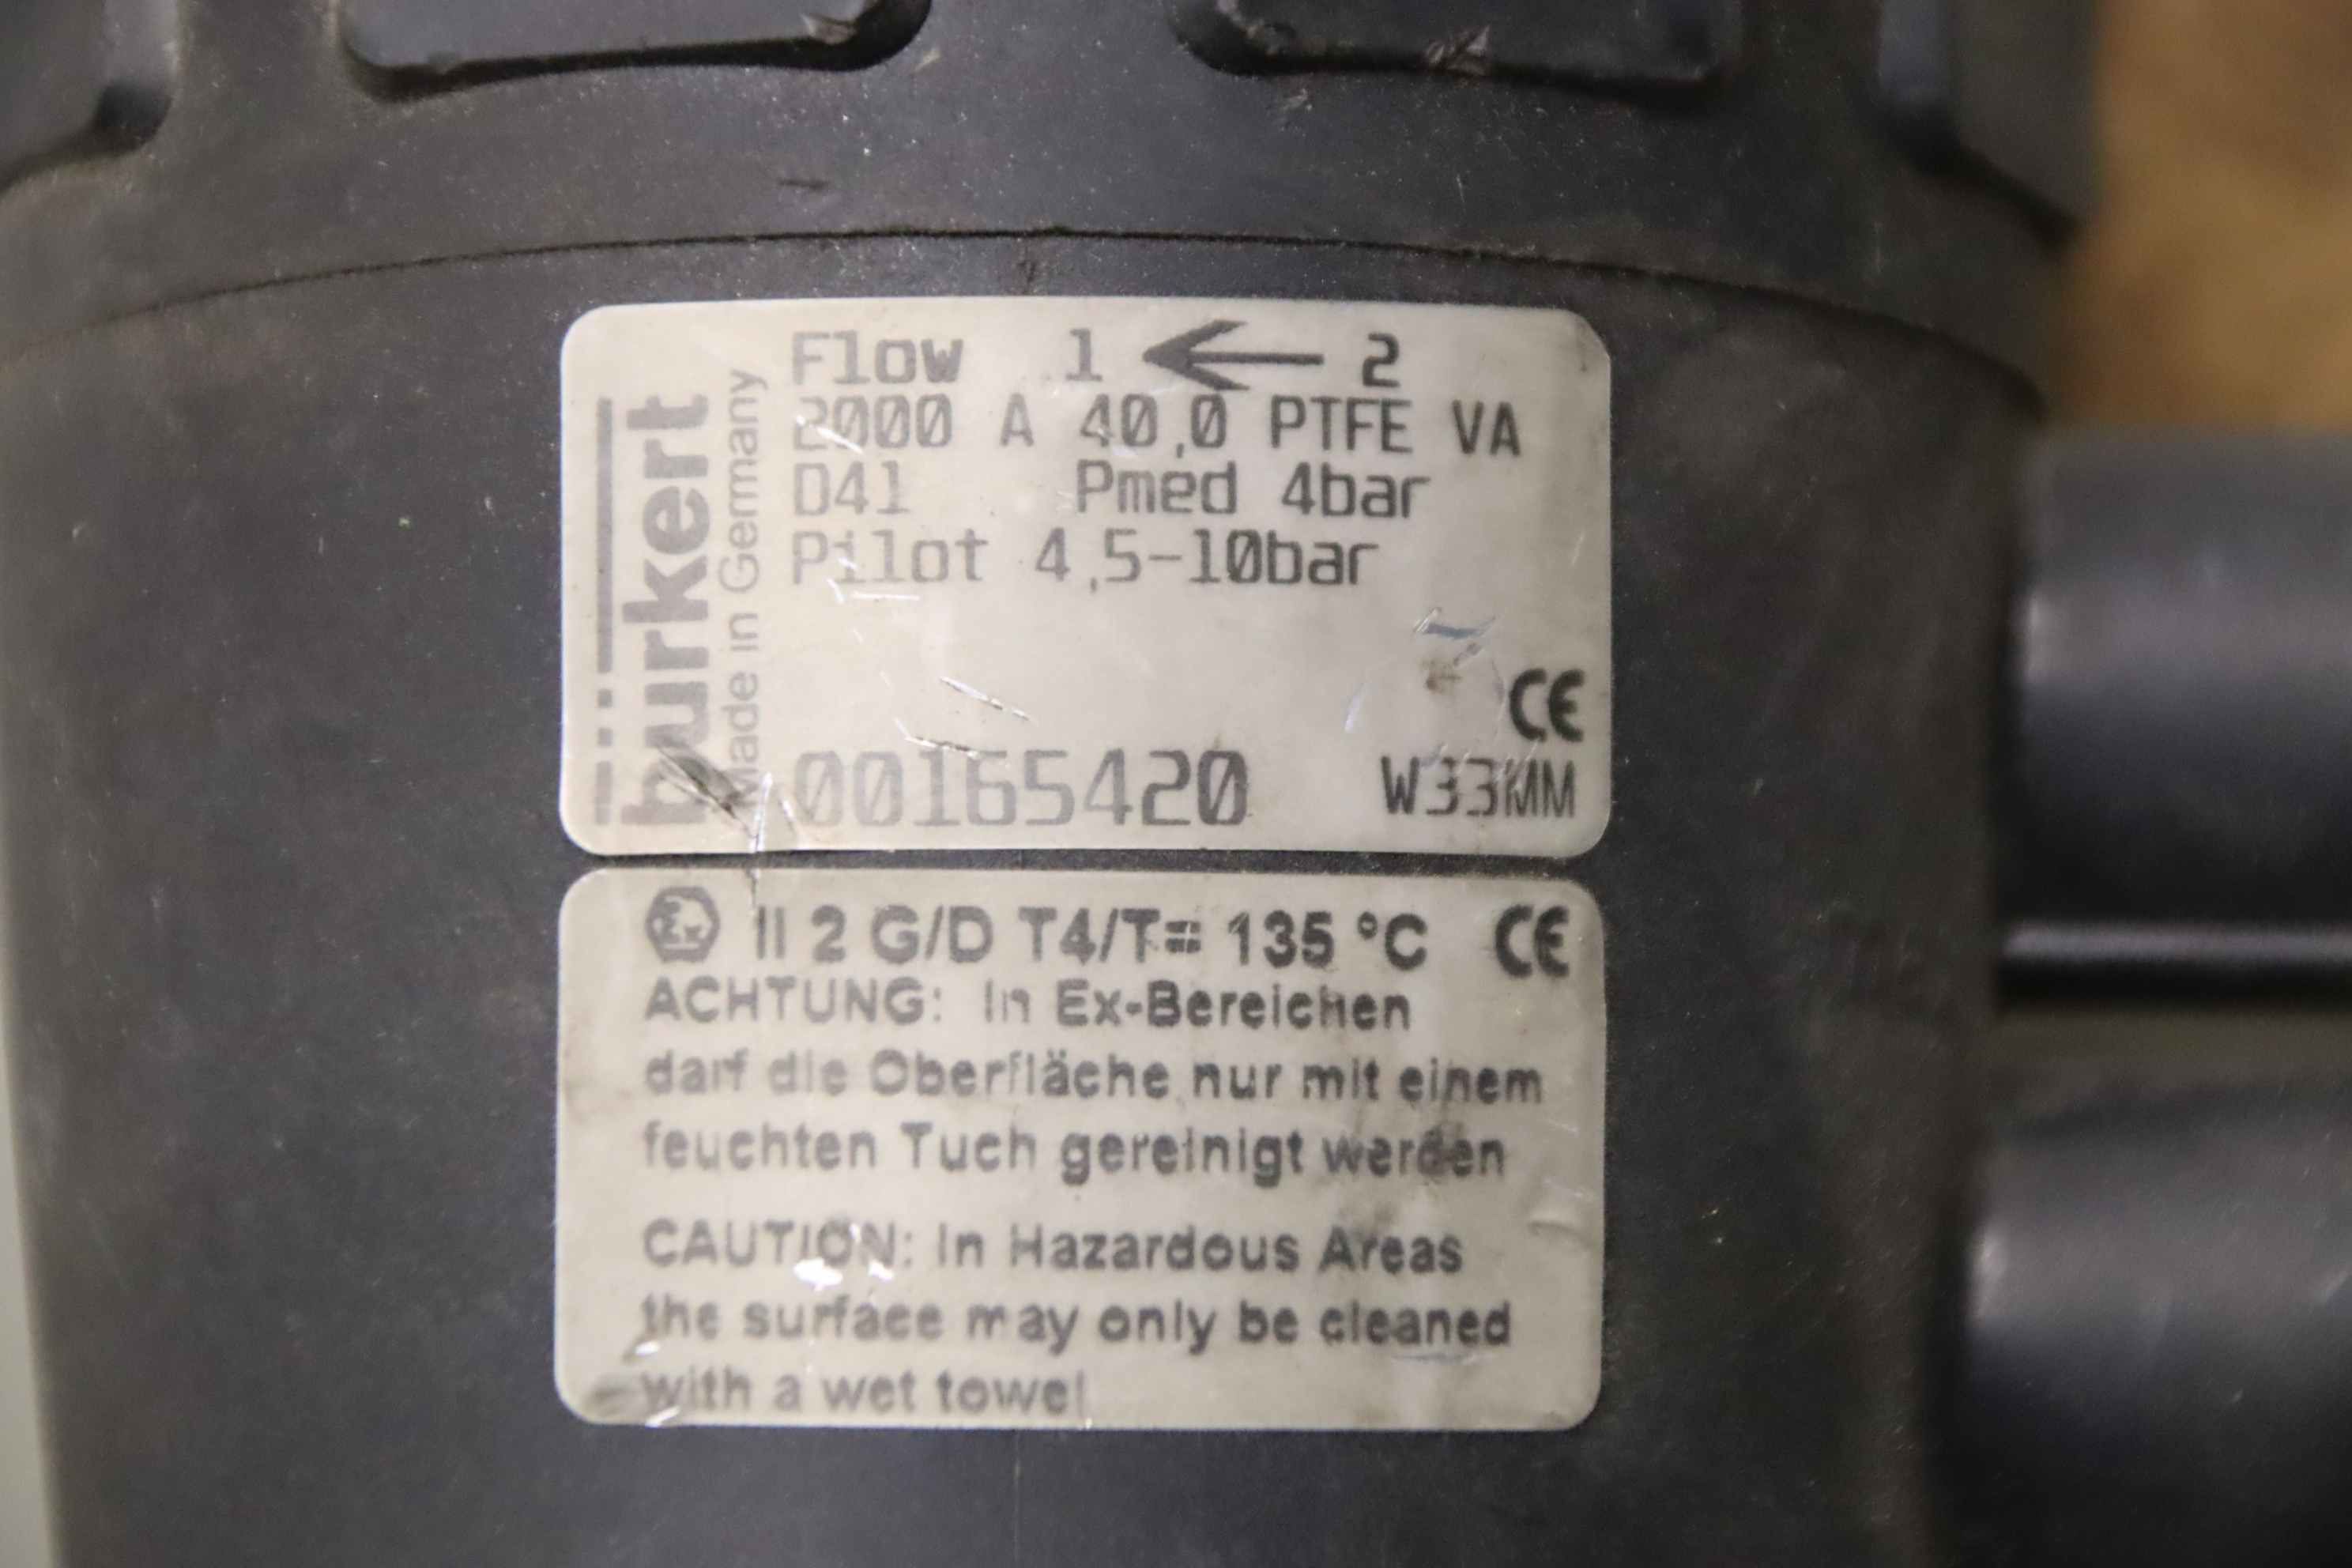 bürkert
Made in Germany
Flow 1 ← 2
2000 A 40,0 PTFE VA
D41 Pmed 4bar
Pilot 4,5-10bar
CE
00165420 W33MM
Ex II 2 G/D T4/T= 135 °C CE
ACHTUNG: In Ex-Bereichen
darf die Oberfläche nur mit einem
feuchten Tuch gereinigt werden
CAUTION: In Hazardous Areas
the surface may only be cleaned
with a wet towel